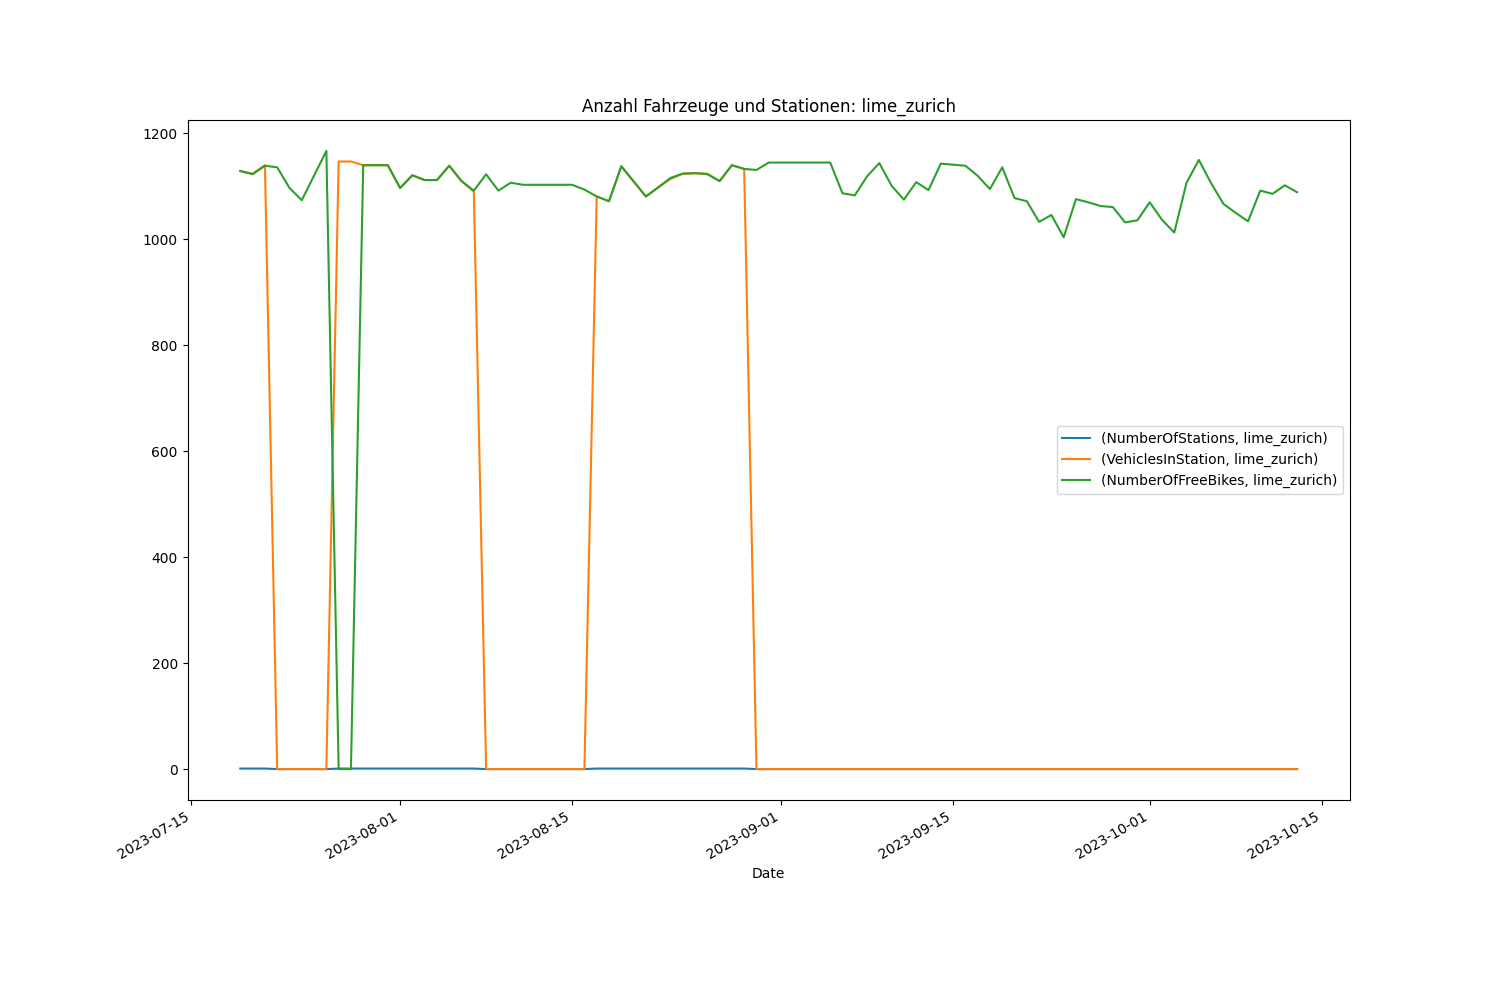 Anzahl Fahrzeuge und Stationen: lime_zurich
1200
1000
800
600
400
200
0
(NumberOfStations, lime_zurich)
(VehiclesInStation, lime_zurich)
(NumberOfFreeBikes, lime_zurich)
2023-07-15
2023-08-01
2023-08-15
2023-09-01
2023-09-15
2023-10-01
2023-10-15
Date